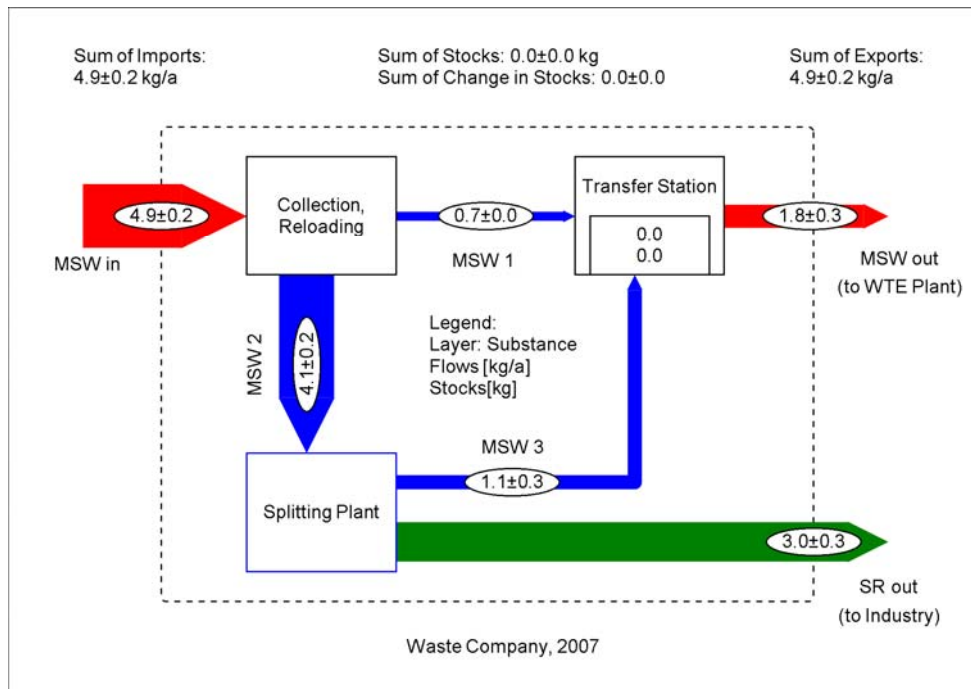 Sum of Imports:
4.9±0.2 kg/a
Sum of Stocks: 0.0±0.0 kg
Sum of Change in Stocks: 0.0±0.0
Sum of Exports:
4.9±0.2 kg/a
4.9±0.2
MSW in
Collection,
Reloading
0.7±0.0
MSW 1
Transfer Station
0.0
0.0
1.8±0.3
MSW out
(to WTE Plant)
MSW 2
4.1±0.2
Legend:
Layer: Substance
Flows [kg/a]
Stocks[kg]
MSW 3
1.1±0.3
Splitting Plant
3.0±0.3
SR out
(to Industry)
Waste Company, 2007